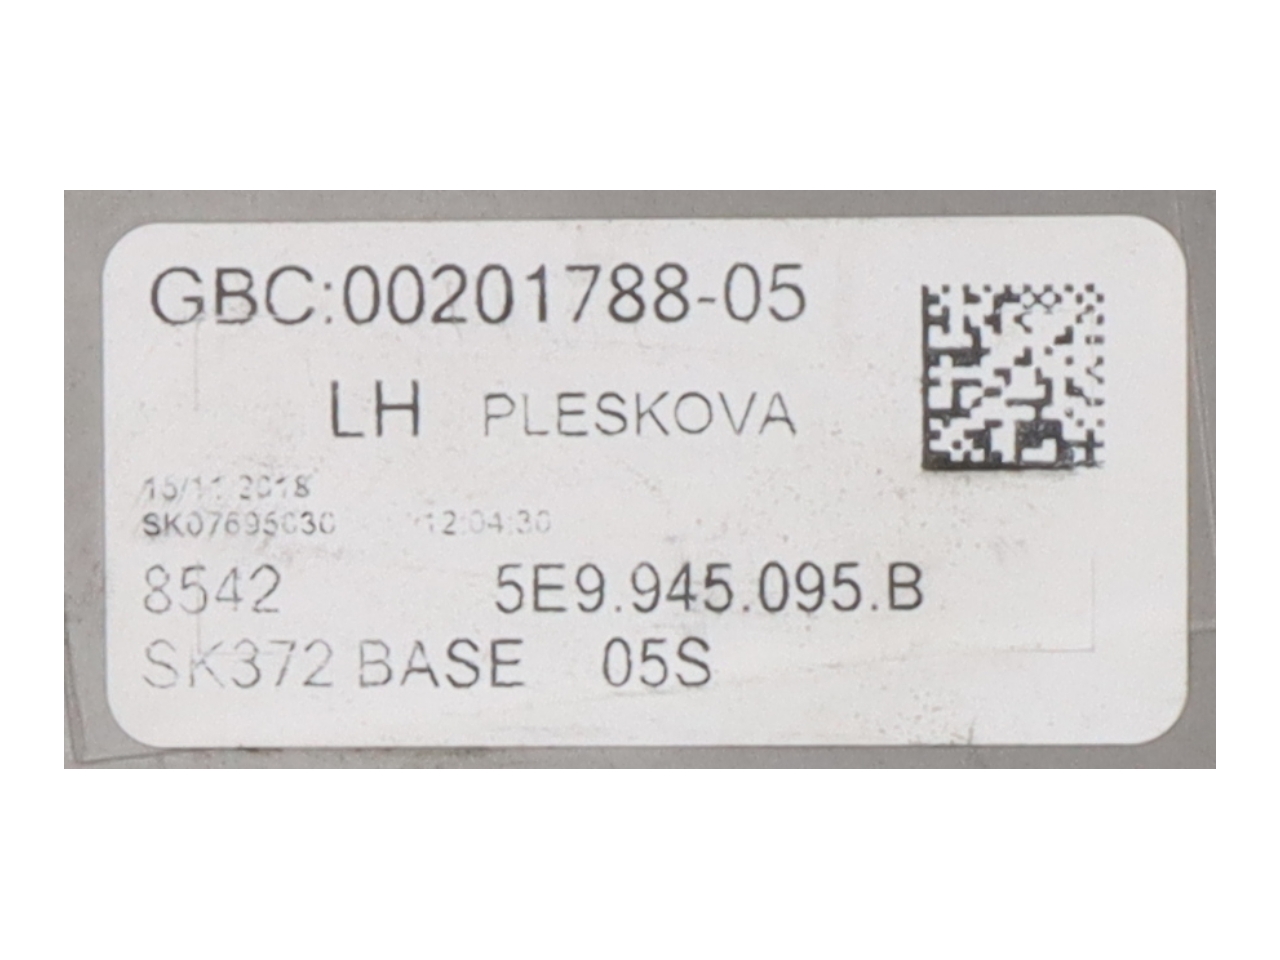 GBC:00201788-05
LH PLESKOVA
15/11/2018
SK07695030 12:04:30
8542 5E9.945.095.B
SK372 BASE 05S